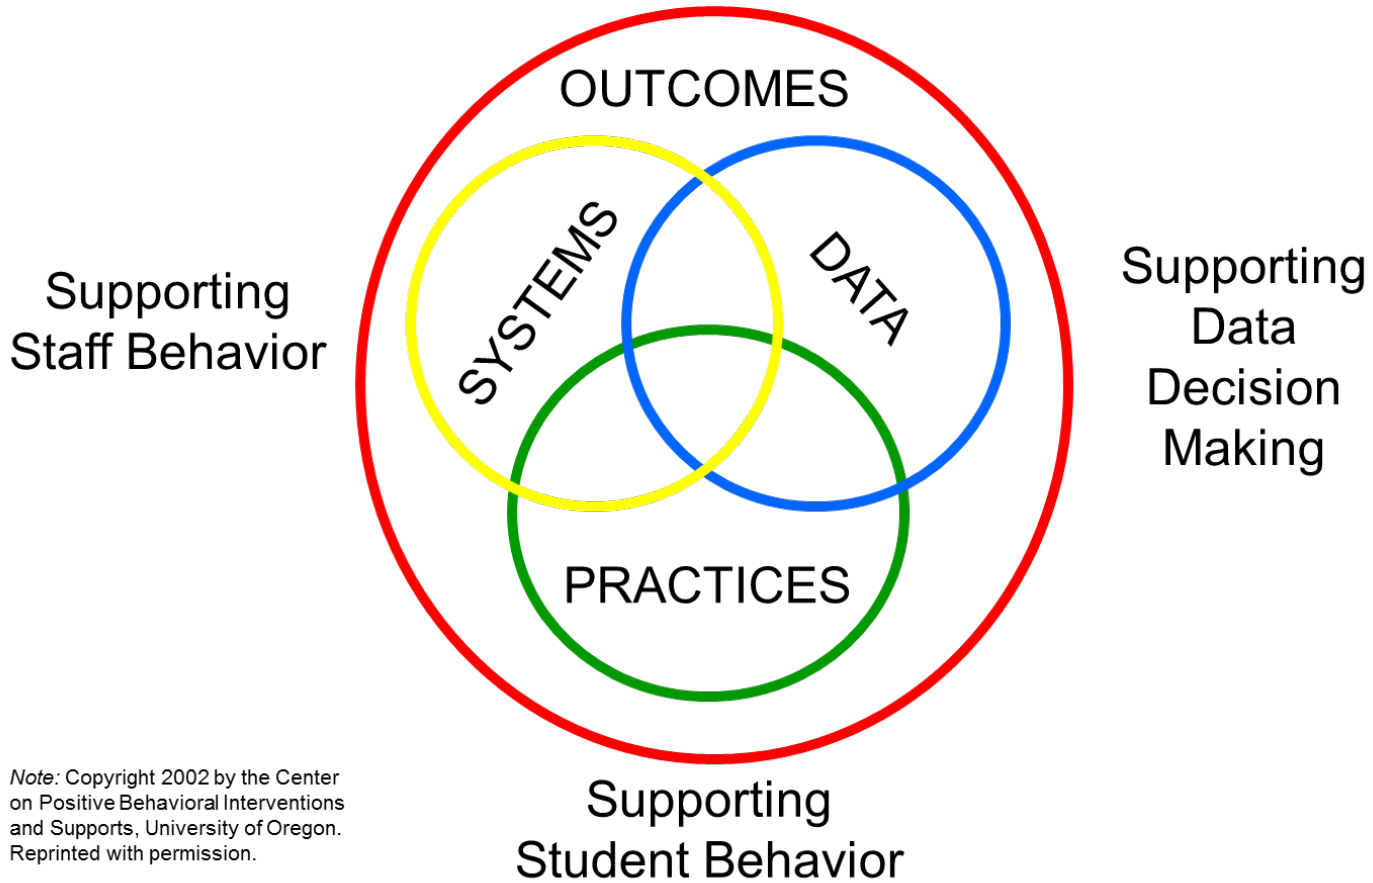 OUTCOMES
SYSTEMS
DATA
PRACTICES
Supporting
Staff Behavior
Supporting
Data
Decision
Making
Supporting
Student Behavior
Note: Copyright 2002 by the Center
on Positive Behavioral Interventions
and Supports, University of Oregon.
Reprinted with permission.